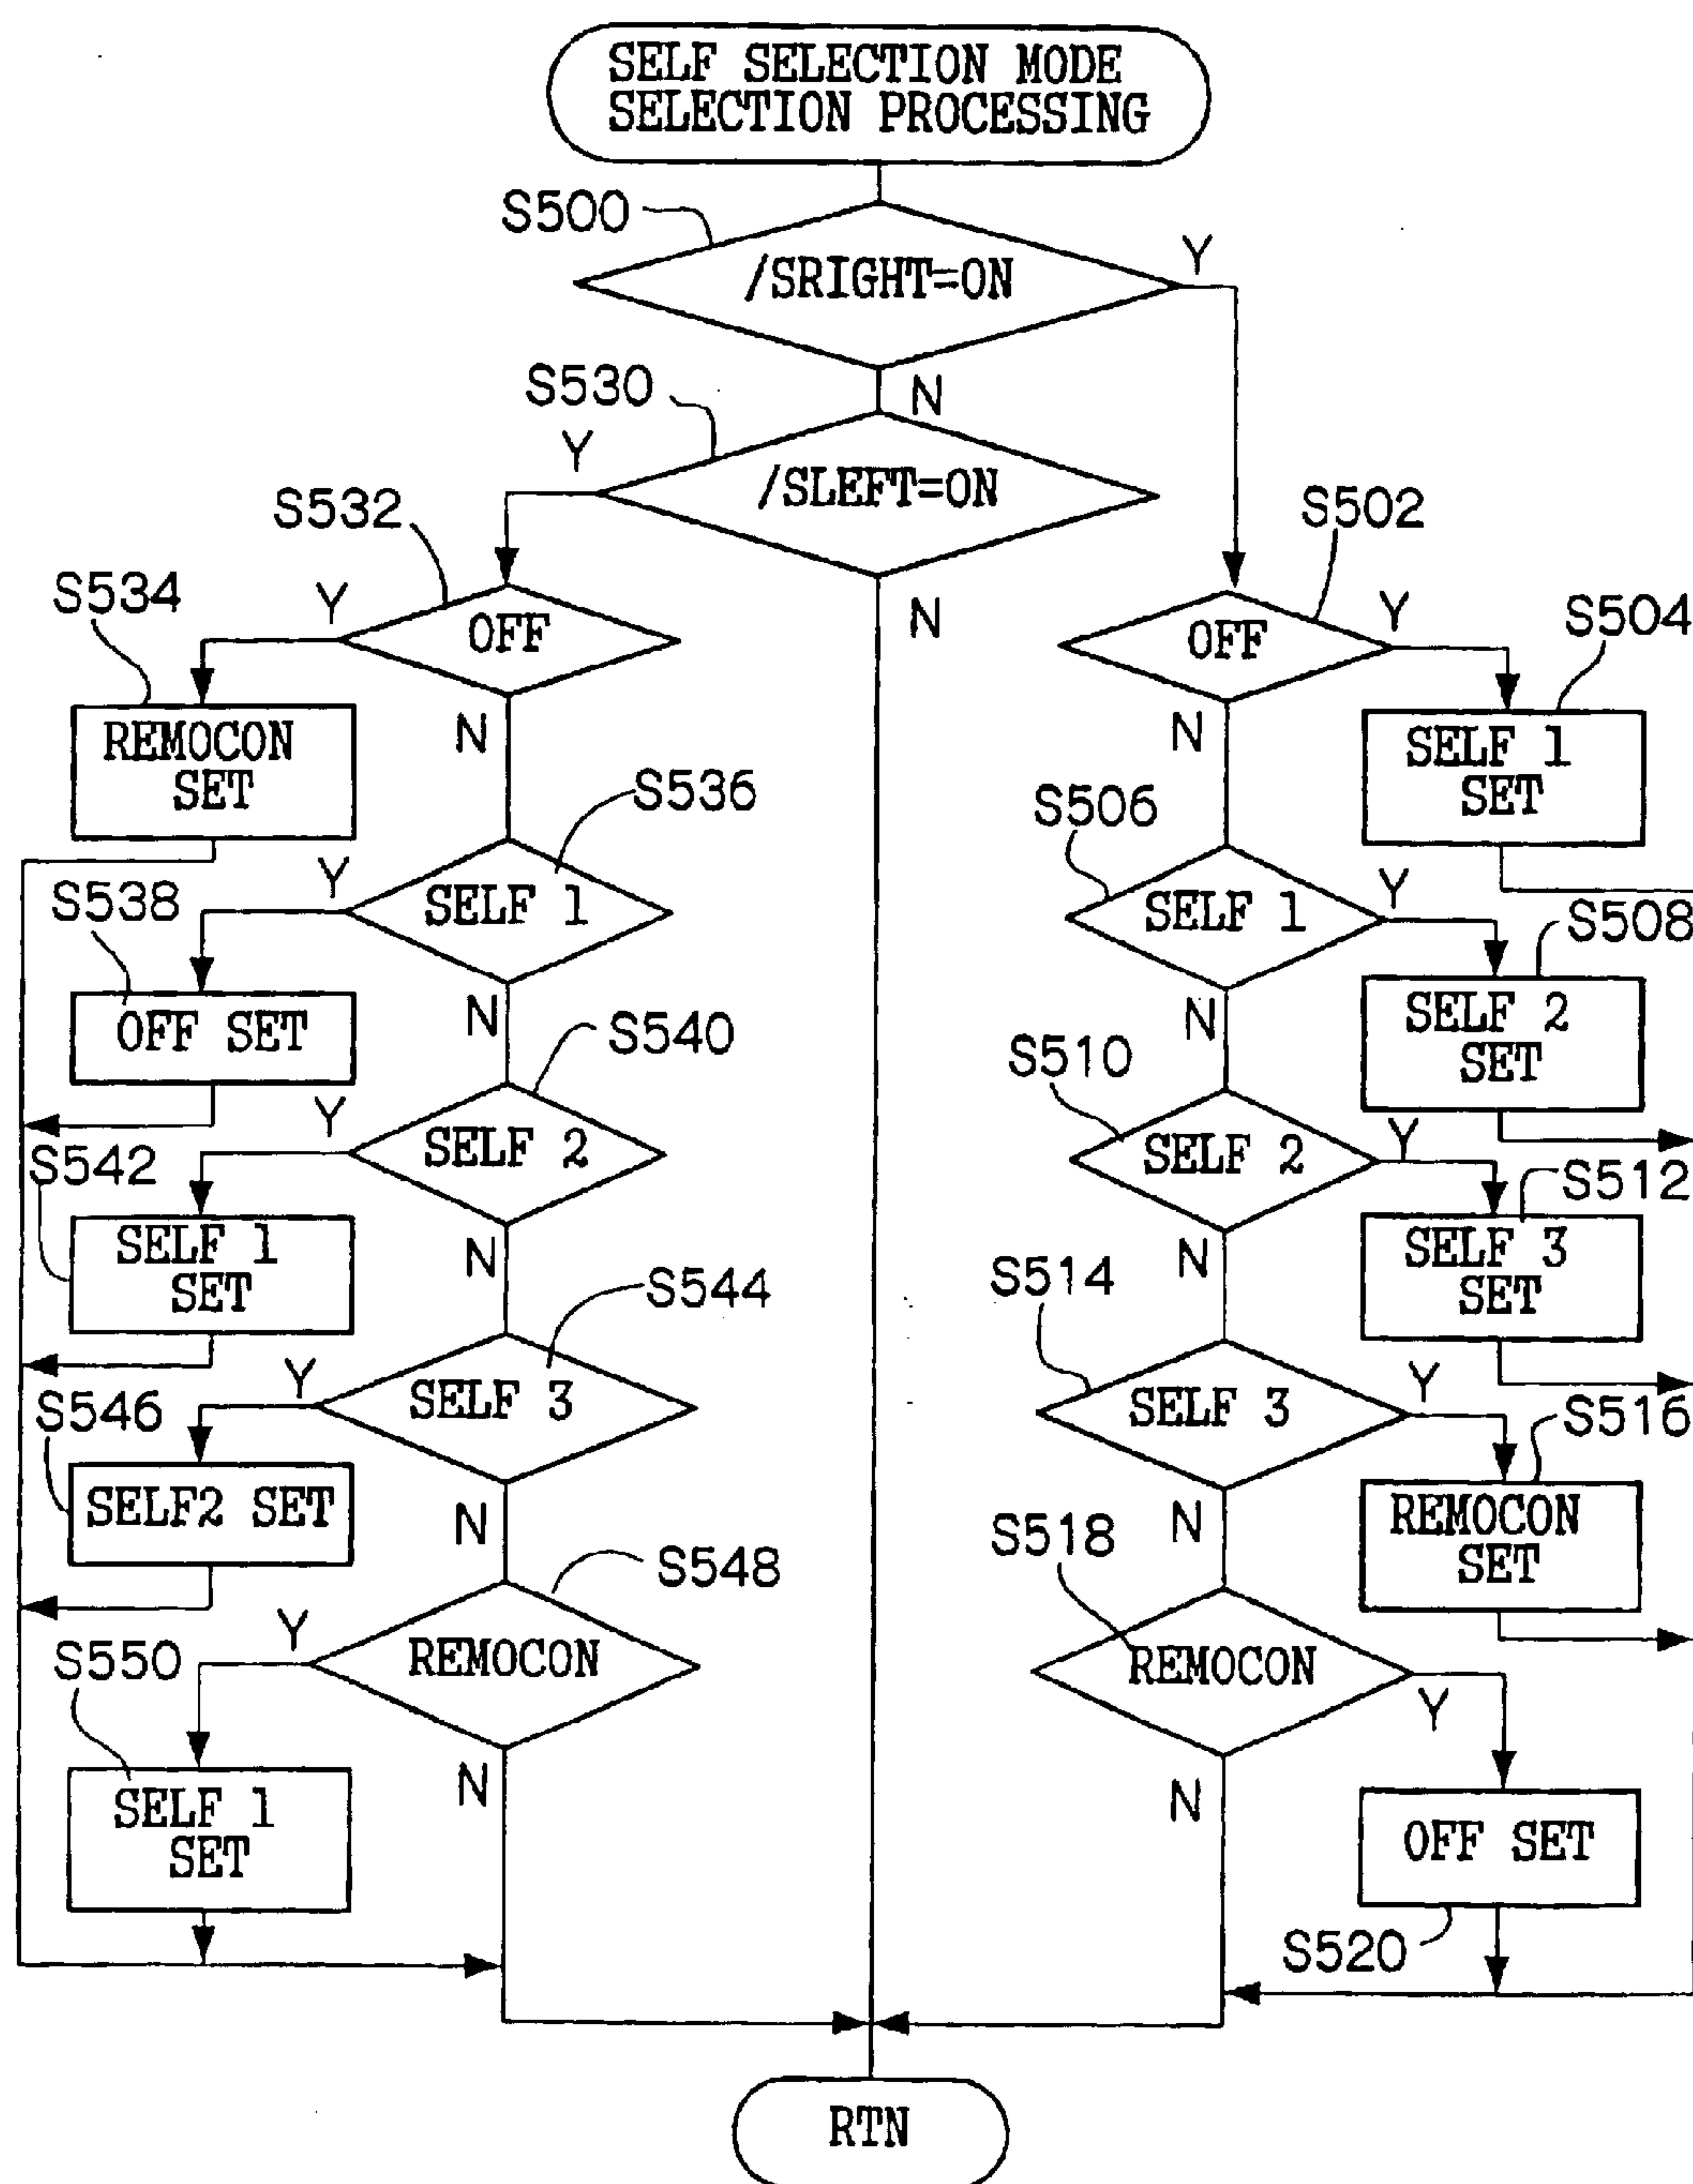 SELF SELECTION MODE
SELECTION PROCESSING
S500
/SRIGHT=ON
Y
N
S530
Y
/SLEFT=ON
N
S532
OFF
Y
N
S534
REMOCON
SET
S536
SELF 1
Y
N
S538
OFF SET
S540
SELF 2
Y
N
S542
SELF 1
SET
S544
SELF 3
Y
N
S546
SELF2 SET
S548
REMOCON
Y
N
S550
SELF 1
SET
S502
OFF
Y
N
S504
SELF 1
SET
S506
SELF 1
Y
N
S508
SELF 2
SET
S510
SELF 2
Y
N
S512
SELF 3
SET
S514
SELF 3
Y
N
S516
REMOCON
SET
S518
REMOCON
Y
N
OFF SET
S520
RTN